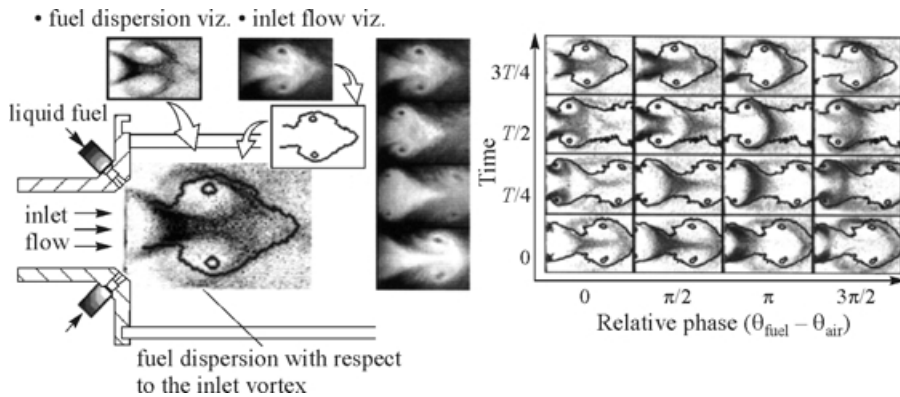 • fuel dispersion viz. • inlet flow viz.
liquid fuel
inlet
flow
fuel dispersion with respect
to the inlet vortex
Time
3T/4
T/2
T/4
0
0 π/2 π 3π/2
Relative phase (θfuel – θair)